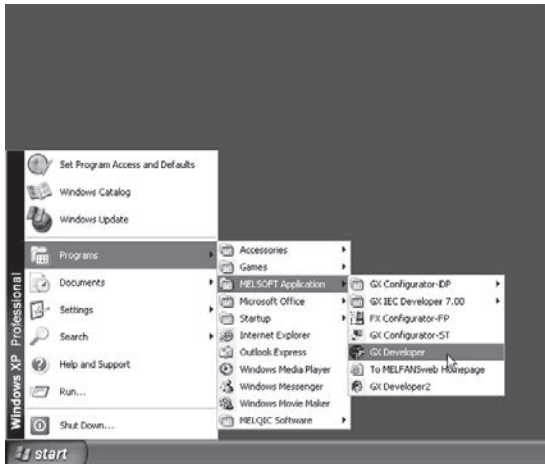 Set Program Access and Defaults
Windows Catalog
Windows Update
Programs
Documents
Settings
Search
Help and Support
Run...
Shut Down...
Windows XP Professional
start
Accessories
Games
MELSOFT Application
Microsoft Office
Startup
Internet Explorer
Outlook Express
Windows Media Player
Windows Messenger
Windows Movie Maker
MELQIC Software
GX Configurator-DP
GX IEC Developer 7.00
FX Configurator-FP
GX Configurator-ST
GX Developer
To MELFANSweb Homepage
GX Developer2